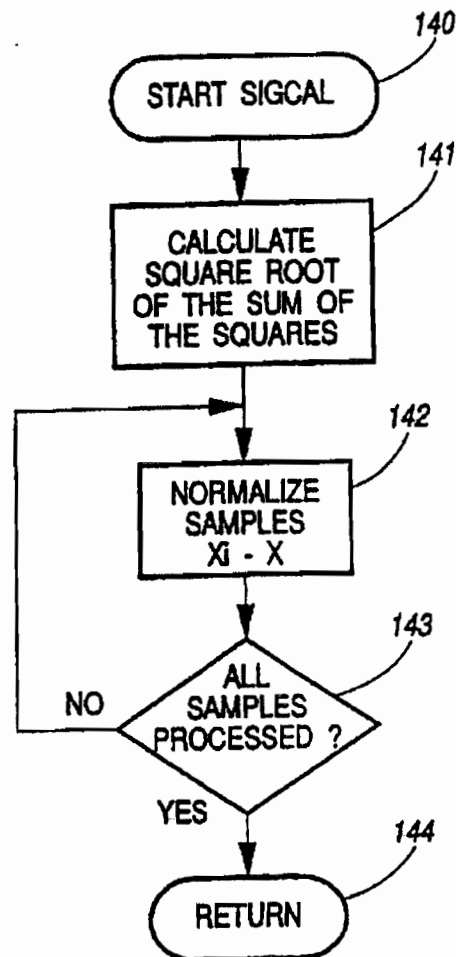 140
START SIGCAL
141
CALCULATE
SQUARE ROOT
OF THE SUM OF
THE SQUARES
142
NORMALIZE
SAMPLES
Xi - X
143
ALL
SAMPLES
PROCESSED ?
NO
YES
144
RETURN